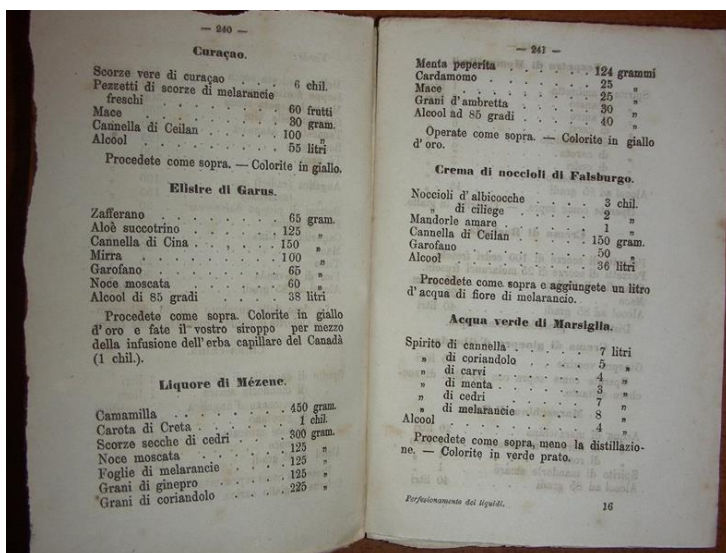 — 240 —
Curaçao.
Scorze vere di curaçao . . . 6 chil.
Pezzetti di scorze di melarancie
freschi . . . . . . 60 frutti
Mace . . . . . . 30 gram.
Cannella di Ceilan . . . . 100 „
Alcool . . . . . . 55 litri
Procedete come sopra. — Colorite in giallo.
Elisire di Garus.
Zafferano . . . . . . 65 gram.
Aloè succotrino . . . . . 125 „
Cannella di Cina . . . . . 150 „
Mirra . . . . . . 100 „
Garofano . . . . . . 65 „
Noce moscata . . . . . 60 „
Alcool di 85 gradi . . . . 38 litri
Procedete come sopra. Colorite in giallo
d'oro e fate il vostro siroppo per mezzo
della infusione dell'erba capillare del Canadà
(1 chil.).
Liquore di Mézene.
Camamilla . . . . . . 450 gram.
Carota di Creta . . . . . 1 chil.
Scorze secche di cedri . . . 300 gram.
Noce moscata . . . . . 125 „
Foglie di melarancie . . . . 125 „
Grani di ginepro . . . . . 125 „
Grani di coriandolo . . . . 225 „
— 241 —
Menta peperita . . . . . 124 grammi
Cardamomo . . . . . . 25 „
Mace . . . . . . 25 „
Grani d'ambretta . . . . . 30 „
Alcool ad 85 gradi . . . . 40 „
Operate come sopra. — Colorite in giallo
d'oro.
Crema di noccioli di Falsburgo.
Noccioli d'albicocche . . . . 3 chil.
„ di ciliege . . . . . 2 „
Mandorle amare . . . . . 1 „
Cannella di Ceilan . . . . 150 gram.
Garofano . . . . . . 50 „
Alcool . . . . . . 36 litri
Procedete come sopra e aggiungete un litro
d'acqua di fiore di melarancio.
Acqua verde di Marsiglia.
Spirito di cannella . . . . 7 litri
„ di coriandolo . . . . 5 „
„ di carvi . . . . . 4 „
„ di menta . . . . . 3 „
„ di cedri . . . . . 7 „
„ di melarancie . . . . 8 „
Alcool . . . . . . 4 „
Procedete come sopra, meno la distillazio-
ne. — Colorite in verde prato.
Perfezionamento dei liquidi. 16